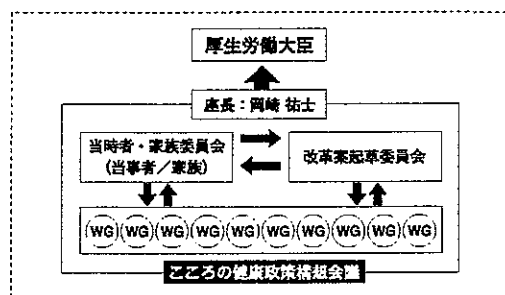 厚生労働大臣
座長：岡崎 祐士
当時者・家族委員会
(当事者／家族)
改革案起草委員会
WG WG WG WG WG WG WG WG WG
こころの健康政策構想会議